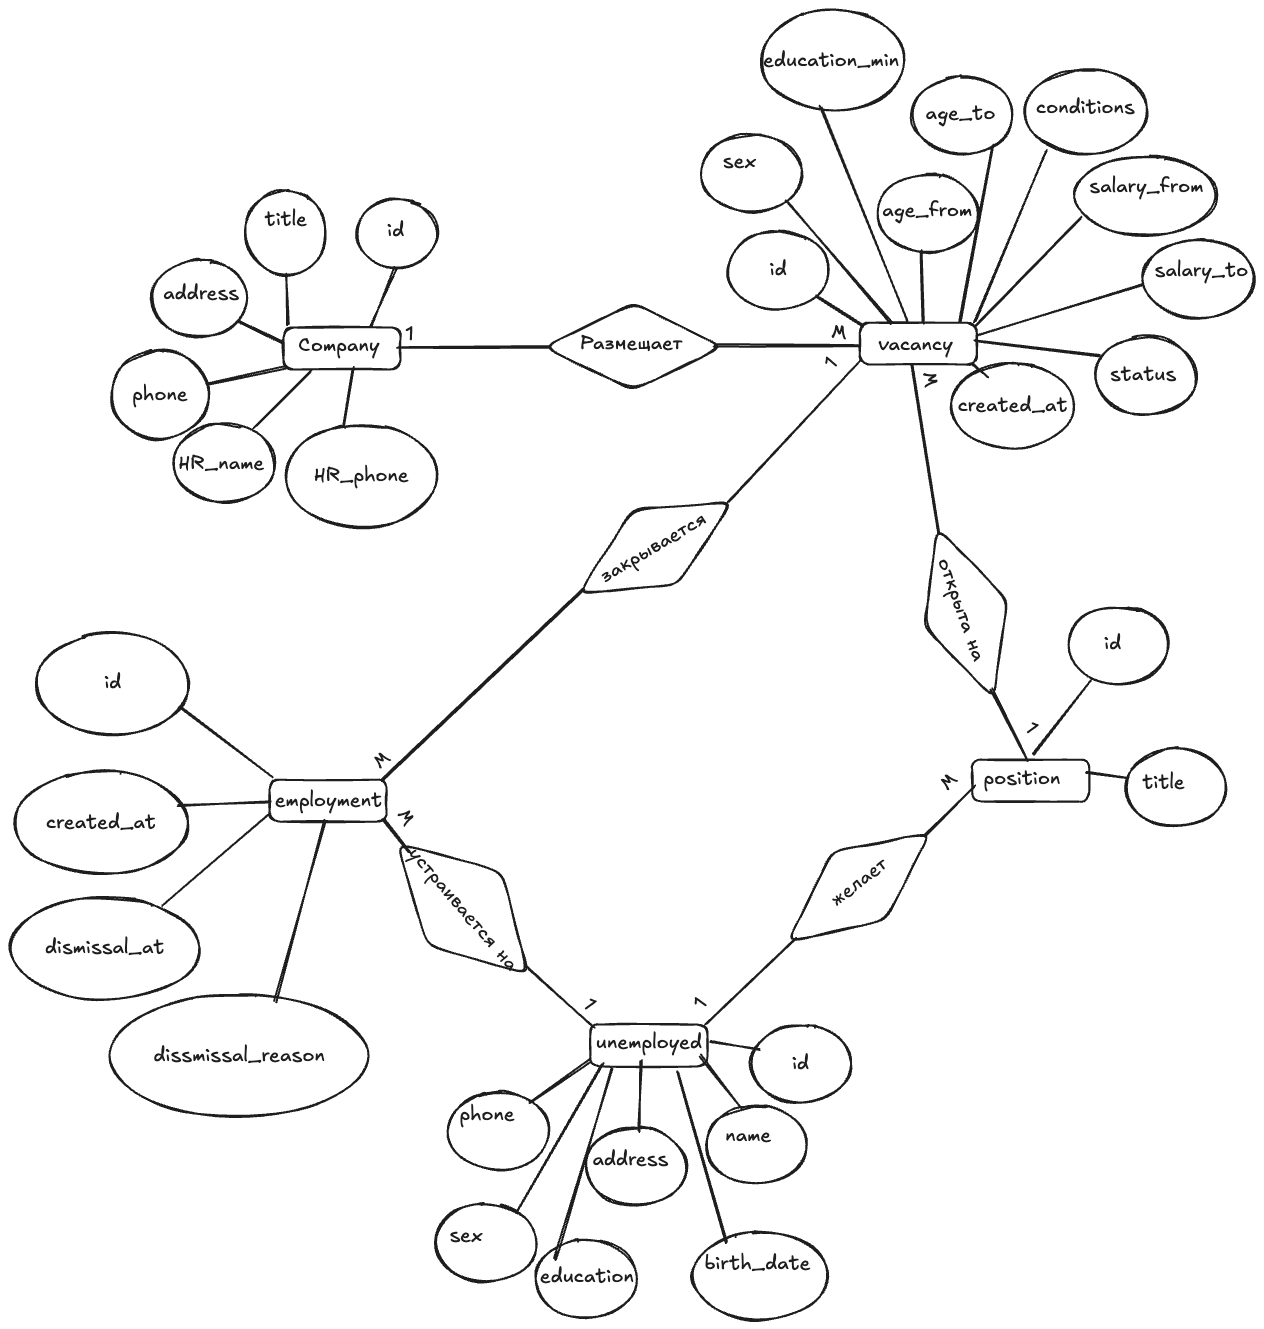 education_min
age_to
conditions
sex
salary_from
age_from
title
id
id
salary_to
address
Company
1
Размещает
M
vacancy
1
M
status
created_at
phone
HR_name
HR_phone
закрывается
открыта на
id
id
1
M
position
title
M
employment
M
created_at
устраивается на
желает
dismissal_at
1
1
unemployed
dissmissal_reason
id
phone
name
address
sex
education
birth_date